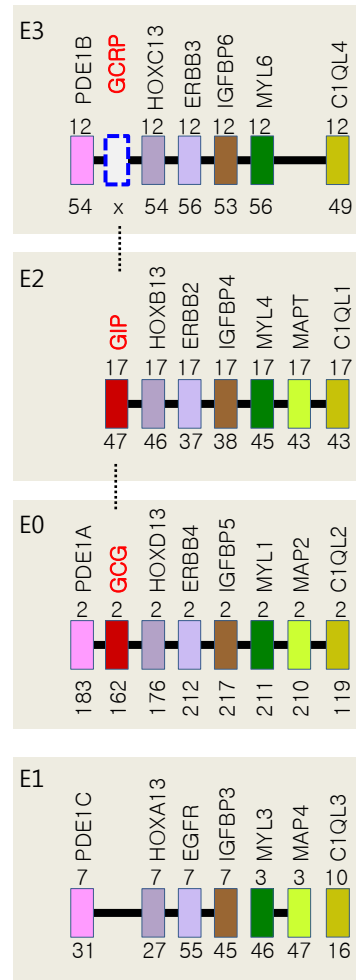 E3
PDE1B GCRP HOXC13 ERBB3 IGFBP6 MYL6 C1QL4
12 12 12 12 12 12
54 x 54 56 53 56 49
E2
GIP HOXB13 ERBB2 IGFBP4 MYL4 MAPT C1QL1
17 17 17 17 17 17 17
47 46 37 38 45 43 43
E0
PDE1A GCG HOXD13 ERBB4 IGFBP5 MYL1 MAP2 C1QL2
2 2 2 2 2 2 2 2
183 162 176 212 217 211 210 119
E1
PDE1C HOXA13 EGFR IGFBP3 MYL3 MAP4 C1QL3
7 7 7 7 3 3 10
31 27 55 45 46 47 16